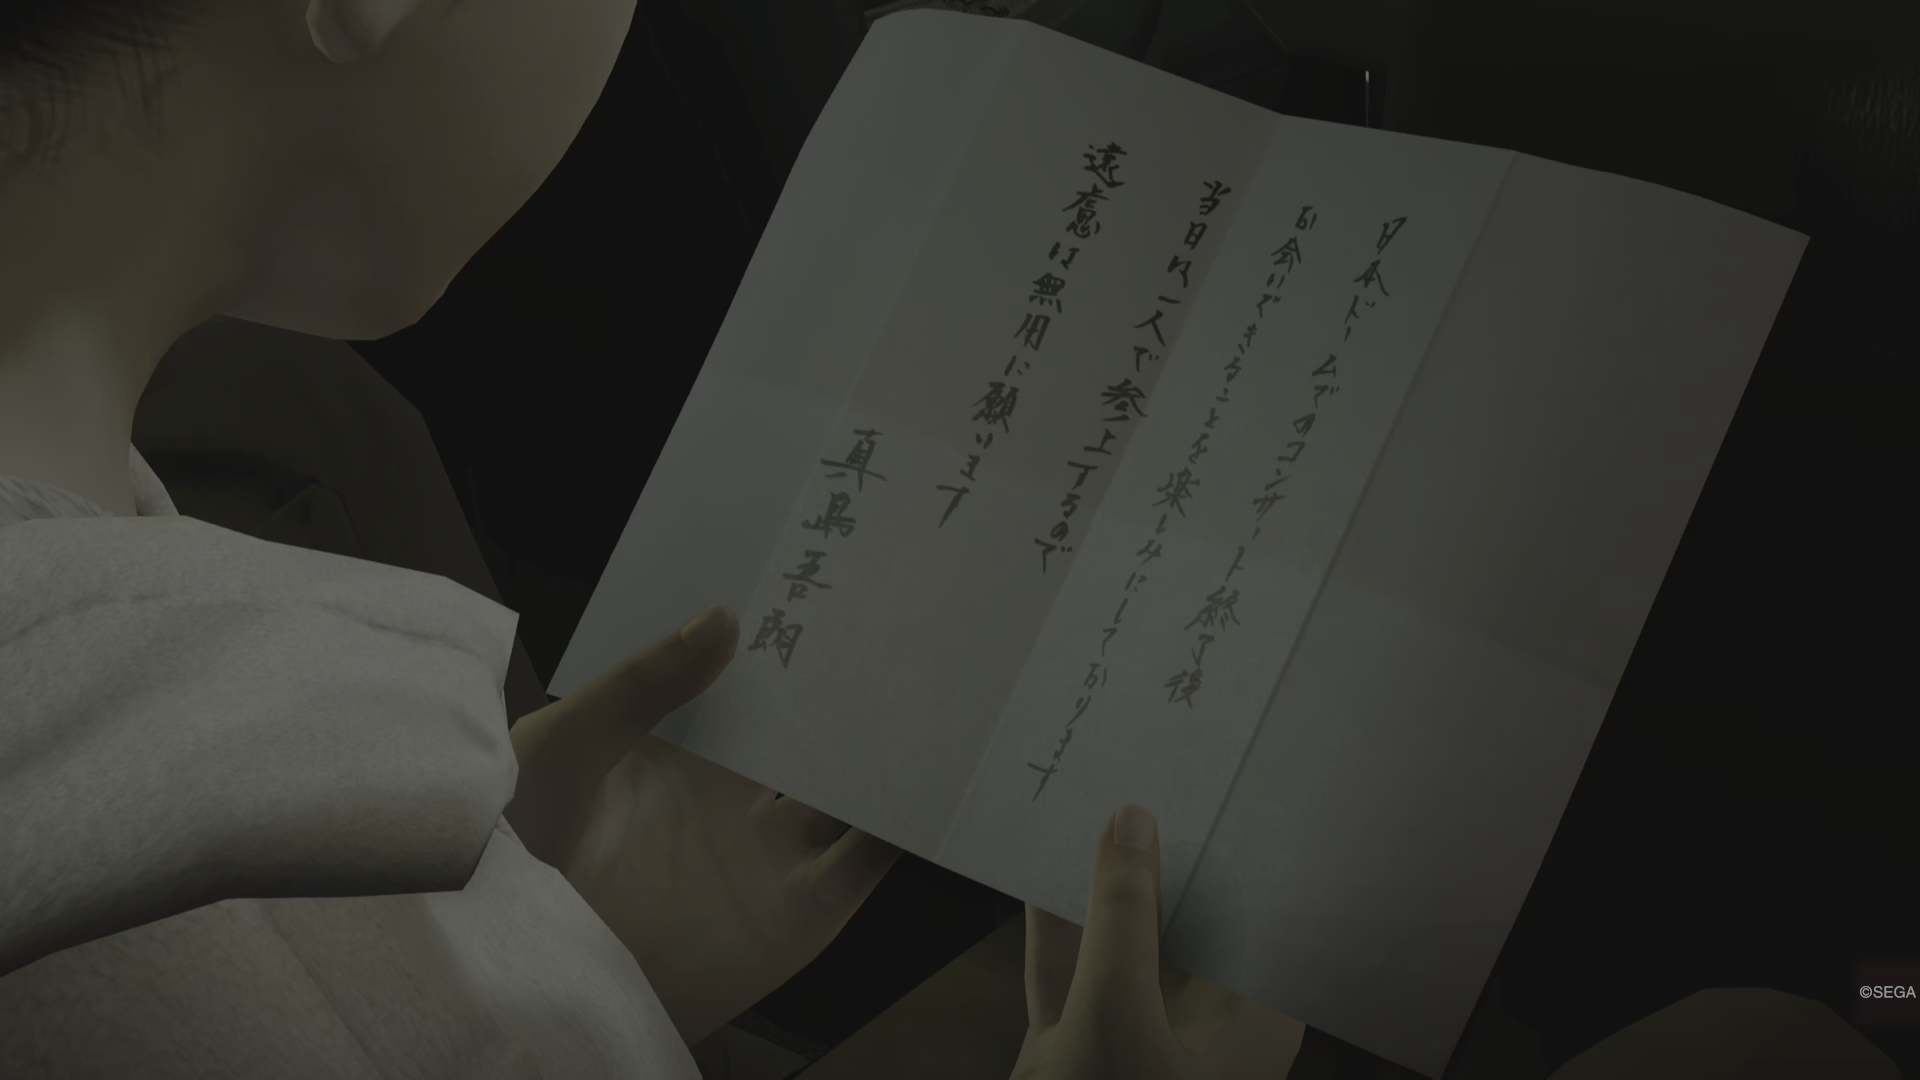 日本ドームでのコンサート終了後
お会いできることを楽しみにしております
当日は一人で参上するので
遠慮は無用に願います
真島吾朗
©SEGA